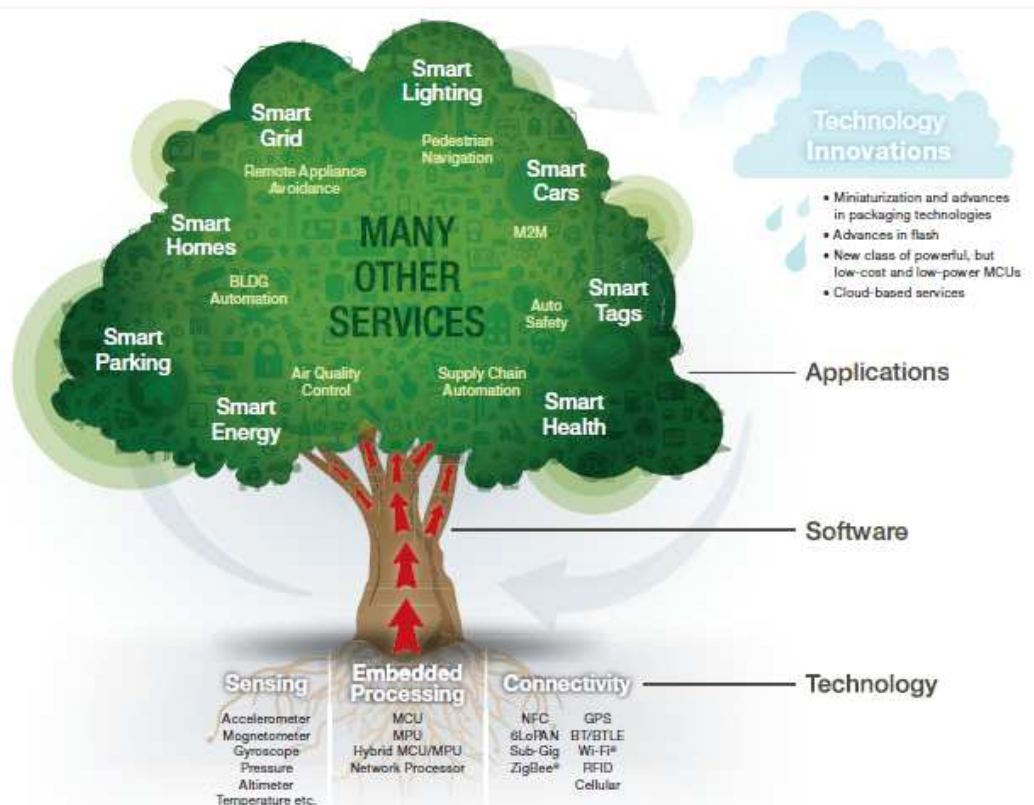 Smart
Lighting
Smart
Grid
Pedestrian
Navigation
Remote Appliance
Avoidance
Smart
Cars
Smart
Homes
MANY
OTHER
SERVICES
M2M
BLDG
Automation
Auto
Safety
Smart
Tags
Smart
Parking
Air Quality
Control
Supply Chain
Automation
Smart
Energy
Smart
Health
Technology
Innovations
• Miniaturization and advances
in packaging technologies
• Advances in flash
• New class of powerful, but
low-cost and low-power MCUs
• Cloud-based services
Applications
Software
Technology
Sensing
Accelerometer
Mognetometer
Gyroscope
Pressure
Altimeter
Temperature etc.
Embedded
Processing
MCU
MPU
Hybrid MCU/MPU
Network Processor
Connectivity
NFC GPS
6LoPAN BT/BTLE
Sub-Gig Wi-Fi®
ZigBee® RFID
Cellular